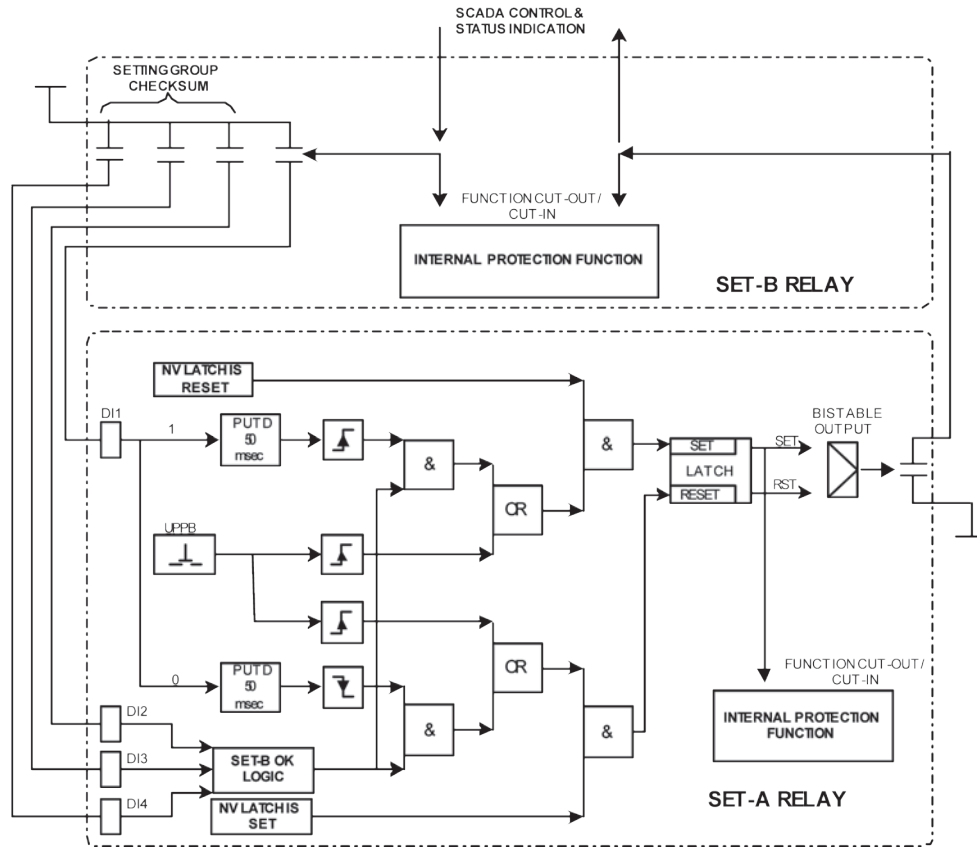 SCADA CONTROL &
STATUS INDICATION
SETTING GROUP
CHECKSUM
FUNCTION CUT-OUT /
CUT-IN
INTERNAL PROTECTION FUNCTION
SET-B RELAY
NV LATCH IS
RESET
DI1
1
PUTD
50
msec
&
&
OR
SET
LATCH
RESET
SET
RST
BISTABLE
OUTPUT
UPPB
0
PUTD
50
msec
OR
&
&
FUNCTION CUT-OUT /
CUT-IN
INTERNAL PROTECTION
FUNCTION
DI2
DI3
DI4
SET-B OK
LOGIC
NV LATCH IS
SET
SET-A RELAY